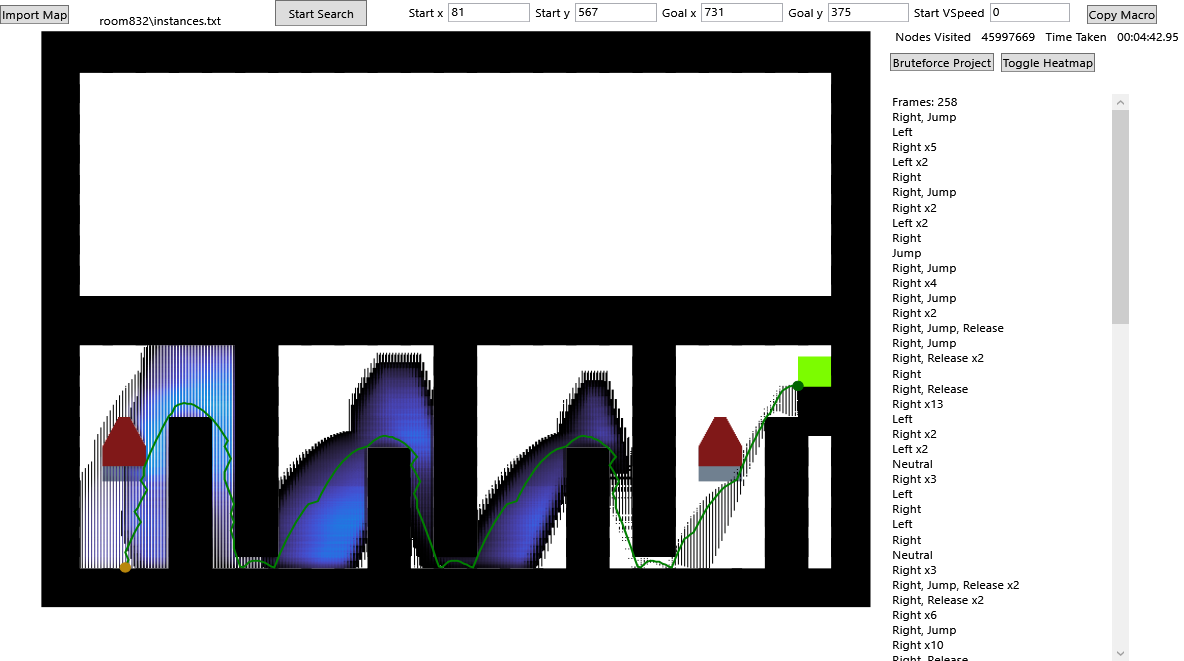 Import Map
room832\instances.txt
Start Search
Start x 81 Start y 567 Goal x 731 Goal y 375 Start VSpeed 0
Copy Macro
Nodes Visited 45997669 Time Taken 00:04:42.95
Bruteforce Project Toggle Heatmap
Frames: 258
Right, Jump
Left
Right x5
Left x2
Right
Right, Jump
Right x2
Left x2
Right
Jump
Right, Jump
Right x4
Right, Jump
Right x2
Right, Jump, Release
Right, Jump
Right, Release x2
Right
Right, Release
Right x13
Left
Right x2
Left x2
Neutral
Right x3
Left
Right
Left
Right
Neutral
Right x3
Right, Jump, Release x2
Right, Release x2
Right x6
Right, Jump
Right x10
Right, Release